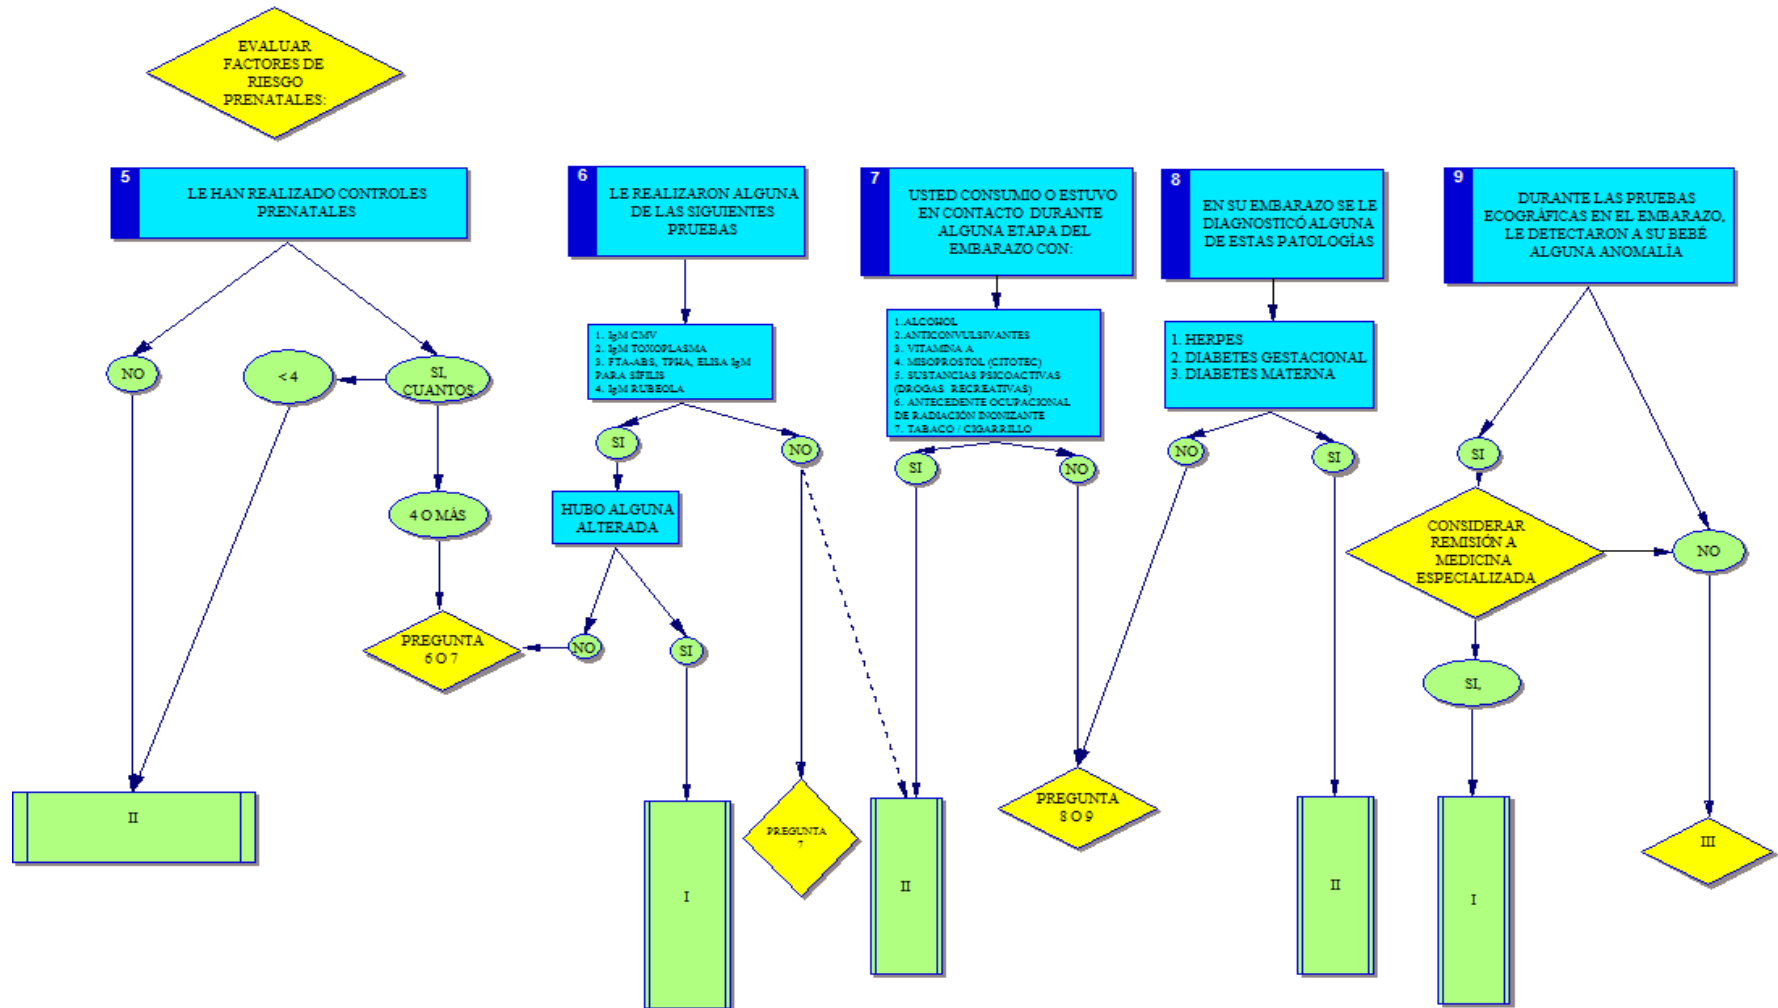 EVALUAR
FACTORES DE
RIESGO
PRENATALES:
5
LE HAN REALIZADO CONTROLES
PRENATALES
NO
< 4
SI,
CUANTOS
4 O MÁS
PREGUNTA
6 O 7
II
6
LE REALIZARON ALGUNA
DE LAS SIGUIENTES
PRUEBAS
1. IgM CMV
2. IgM TOXOPLASMA
3. FTA-ABS, TPHA, ELISA IgM
PARA SÍFILIS
4. IgM RUBEOLA
SI
NO
HUBO ALGUNA
ALTERADA
NO
SI
I
PREGUNTA
7
7
USTED CONSUMIO O ESTUVO
EN CONTACTO DURANTE
ALGUNA ETAPA DEL
EMBARAZO CON:
1. ALCOHOL
2. ANTICONVULSIVANTES
3. VITAMINA A
4. MISOPROSTOL (CITOTEC)
5. SUSTANCIAS PSICOACTIVAS
(DROGAS RECREATIVAS)
6. ANTECEDENTE OCUPACIONAL
DE RADIACIÓN INONIZANTE
7. TABACO / CIGARRILLO
SI
NO
II
PREGUNTA
8 O 9
8
EN SU EMBARAZO SE LE
DIAGNOSTICÓ ALGUNA
DE ESTAS PATOLOGÍAS
1. HERPES
2. DIABETES GESTACIONAL
3. DIABETES MATERNA
NO
SI
II
9
DURANTE LAS PRUEBAS
ECOGRÁFICAS EN EL EMBARAZO,
LE DETECTARON A SU BEBÉ
ALGUNA ANOMALÍA
SI
CONSIDERAR
REMISIÓN A
MEDICINA
ESPECIALIZADA
NO
SI,
I
III